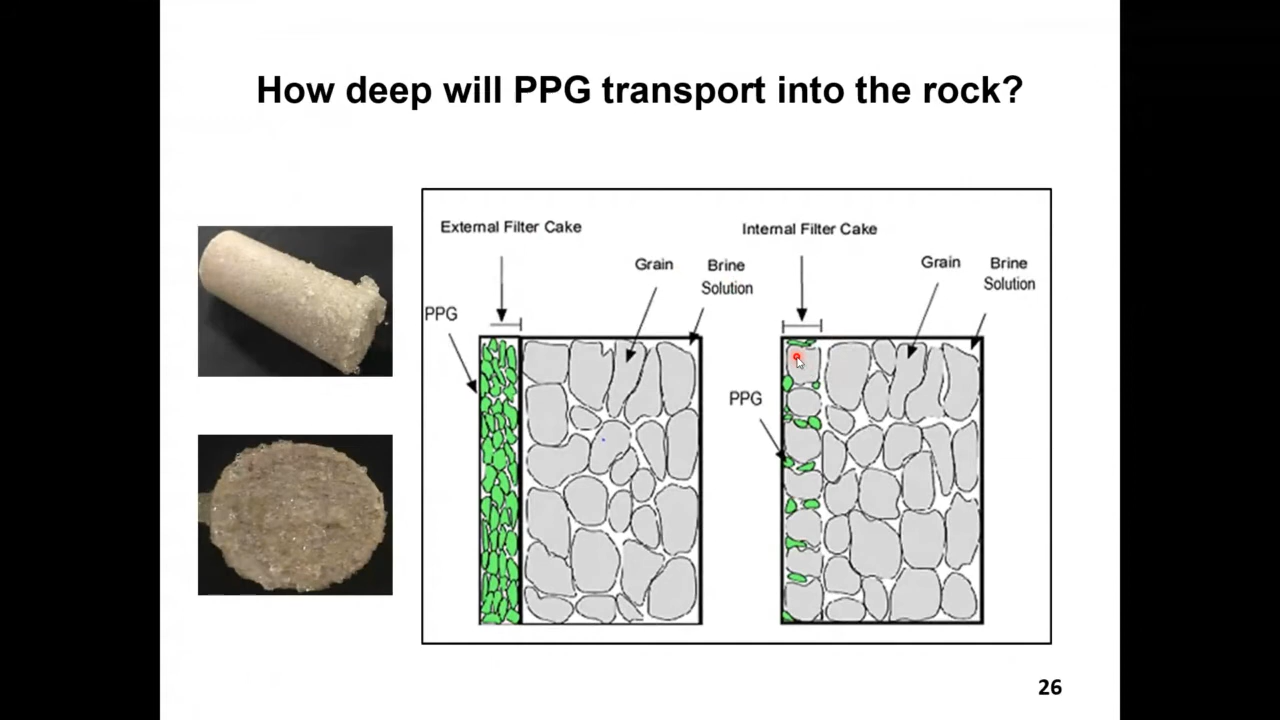 How deep will PPG transport into the rock?
External Filter Cake
Grain
Brine
Solution
PPG
Internal Filter Cake
Grain
Brine
Solution
PPG
26